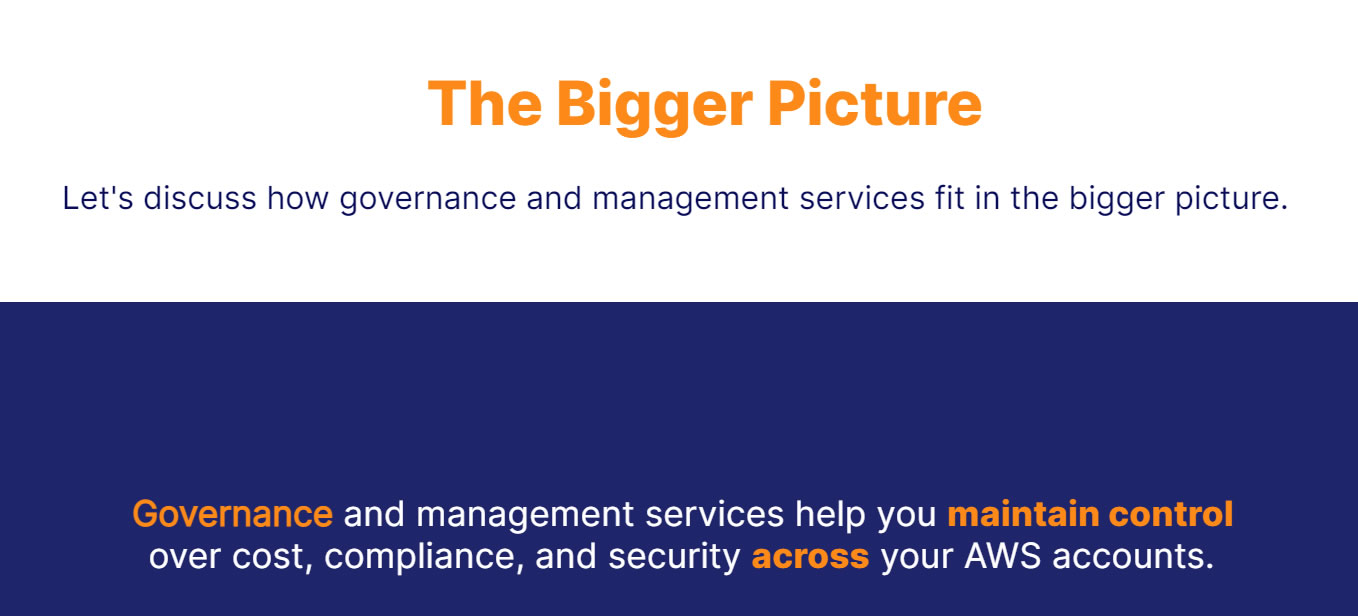 The Bigger Picture
Let's discuss how governance and management services fit in the bigger picture.
Governance and management services help you maintain control
over cost, compliance, and security across your AWS accounts.